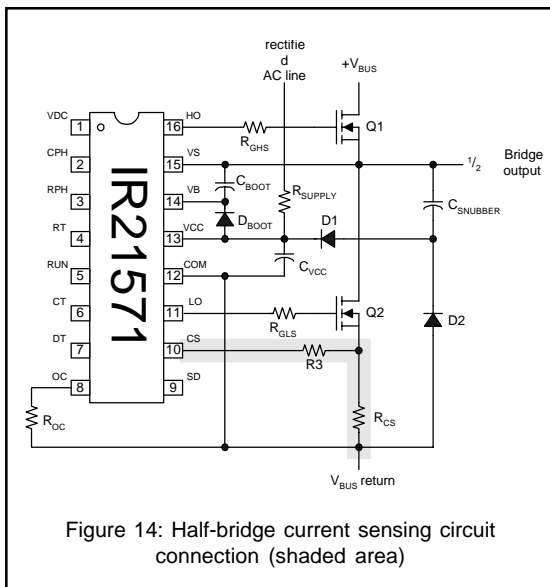 rectifie
d
AC line
+VBUS
VDC
1
CPH
2
RPH
3
RT
4
RUN
5
CT
6
DT
7
OC
8
IR21571
HO
16
VS
15
VB
14
VCC
13
COM
12
LO
11
CS
10
SD
9
RGHS
Q1
1/2 Bridge
output
CBOOT
RSUPPLY
CSNUBBER
DBOOT
D1
CVCC
Q2
RGLS
D2
R3
ROC
RCS
VBUS return
Figure 14: Half-bridge current sensing circuit
connection (shaded area)